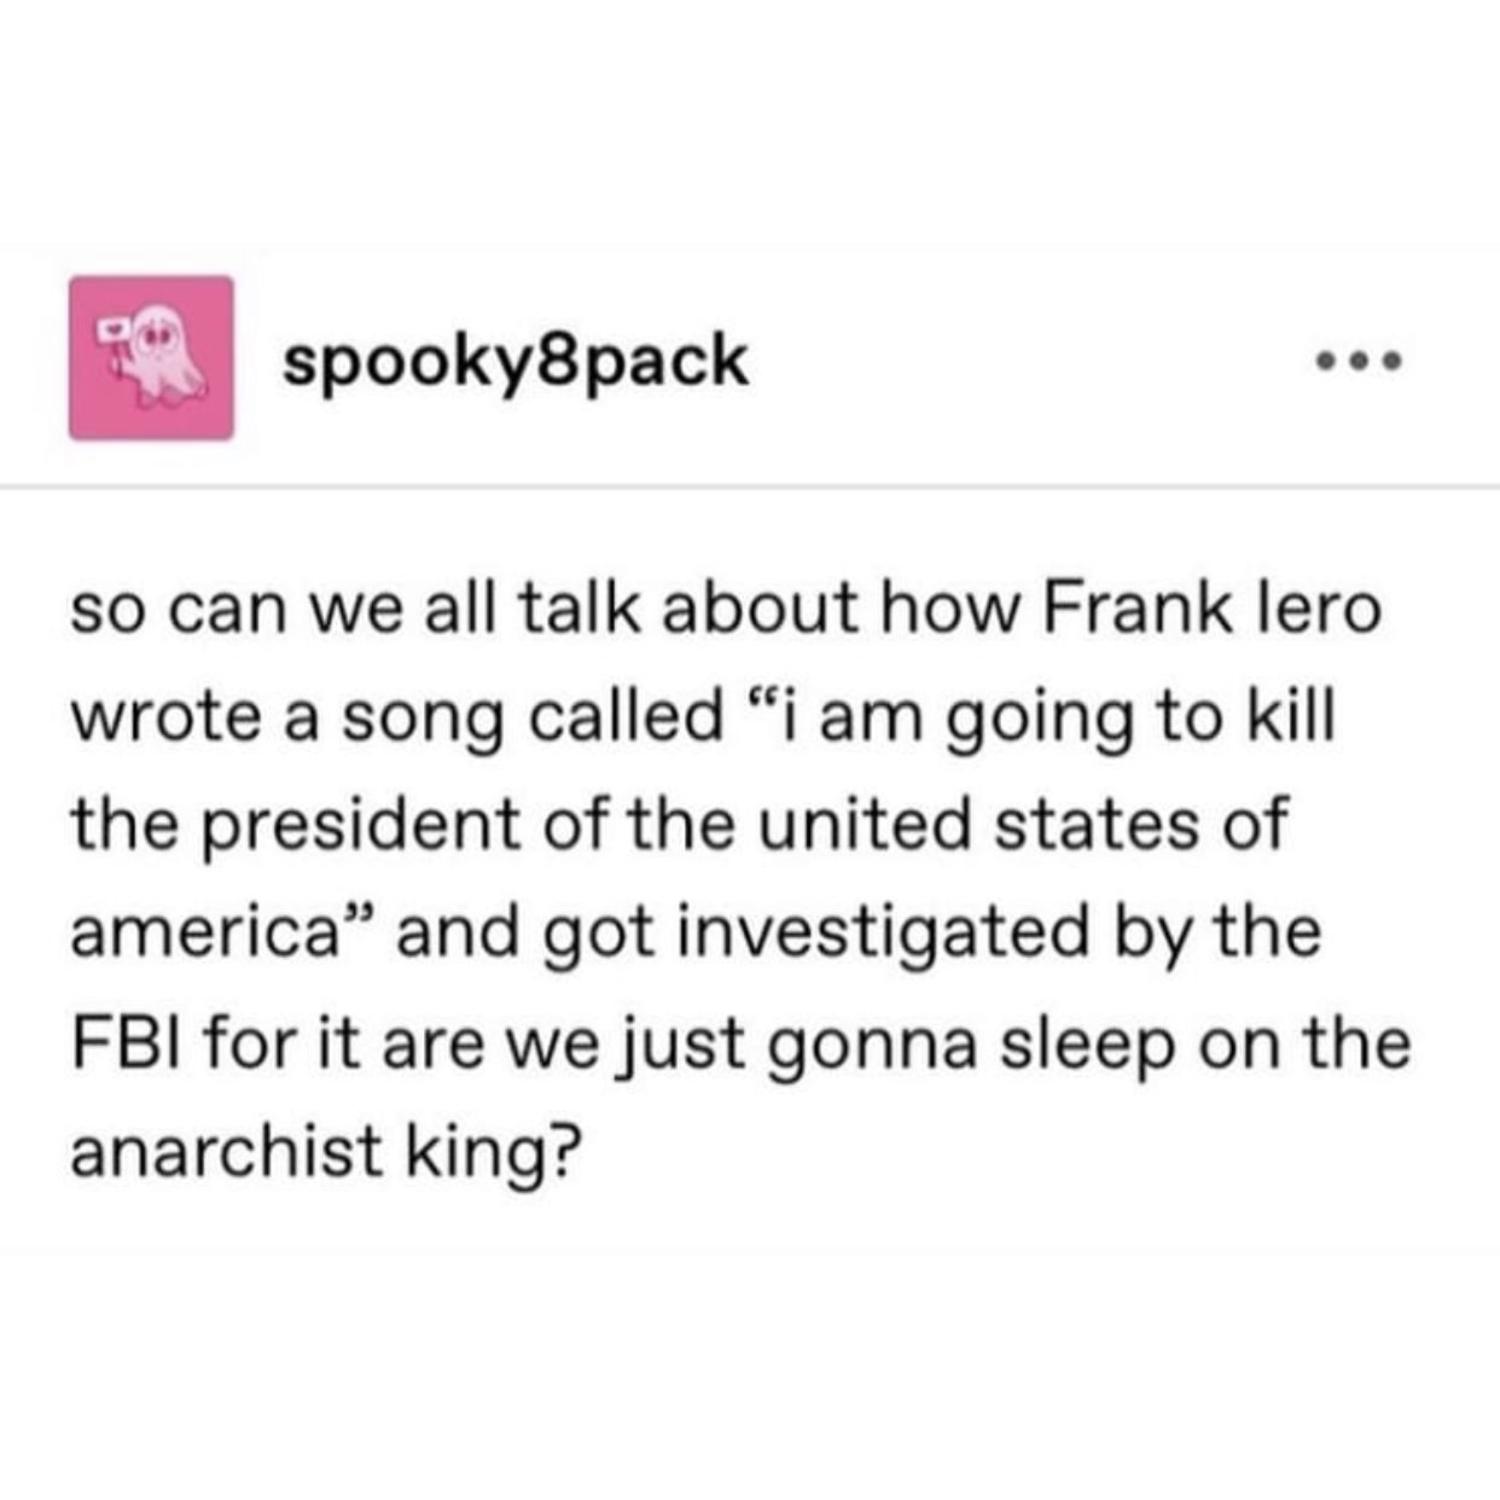 spooky8pack
so can we all talk about how Frank Iero
wrote a song called “i am going to kill
the president of the united states of
america” and got investigated by the
FBI for it are we just gonna sleep on the
anarchist king?